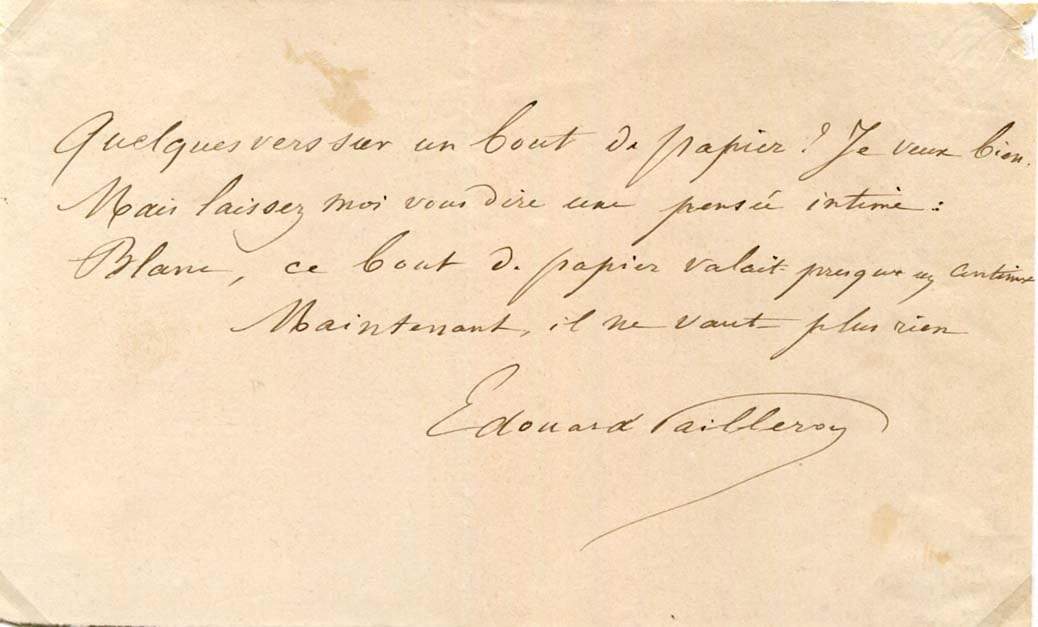 Quelques vers sur un bout de papier ? Je veux bien.
Mais laissez moi vous dire une pensée intime :
Blanc, ce bout de papier valait presque un centime
Maintenant, il ne vaut plus rien
Edouard Pailleron